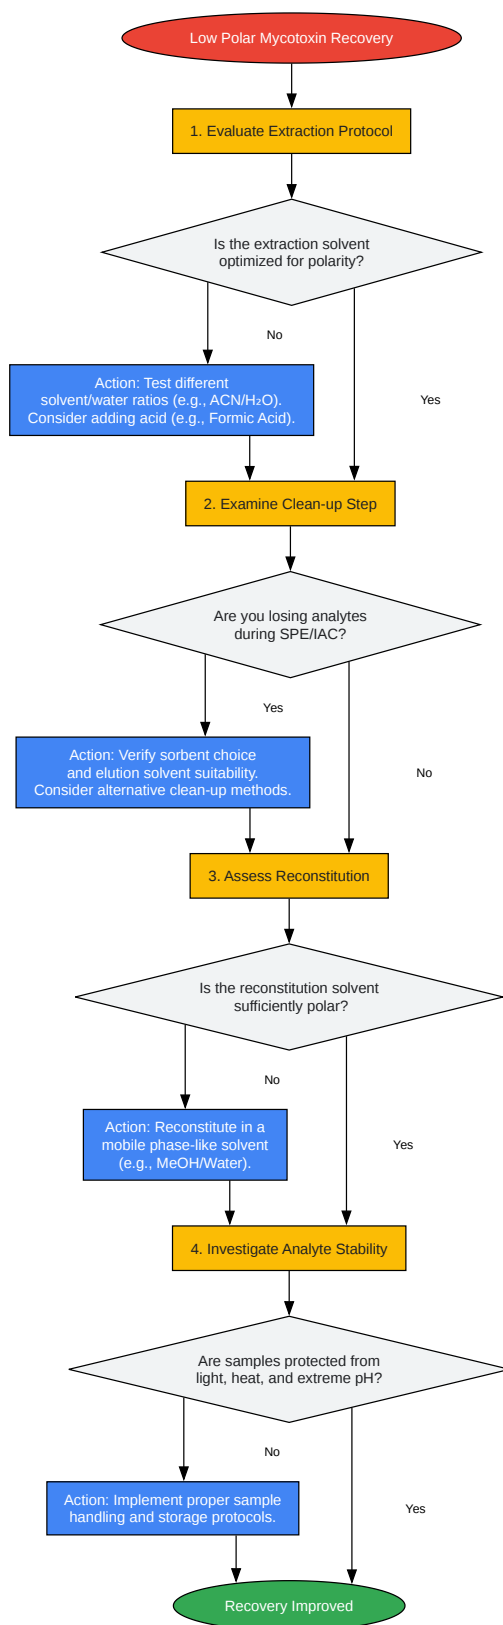 Low Polar Mycotoxin Recovery
1. Evaluate Extraction Protocol
Is the extraction solvent
optimized for polarity?
No
Action: Test different
solvent/water ratios (e.g., ACN/H₂O).
Consider adding acid (e.g., Formic Acid).
Yes
2. Examine Clean-up Step
Are you losing analytes
during SPE/IAC?
Yes
Action: Verify sorbent choice
and elution solvent suitability.
Consider alternative clean-up methods.
No
3. Assess Reconstitution
Is the reconstitution solvent
sufficiently polar?
No
Action: Reconstitute in a
mobile phase-like solvent
(e.g., MeOH/Water).
Yes
4. Investigate Analyte Stability
Are samples protected from
light, heat, and extreme pH?
No
Action: Implement proper sample
handling and storage protocols.
Yes
Recovery Improved